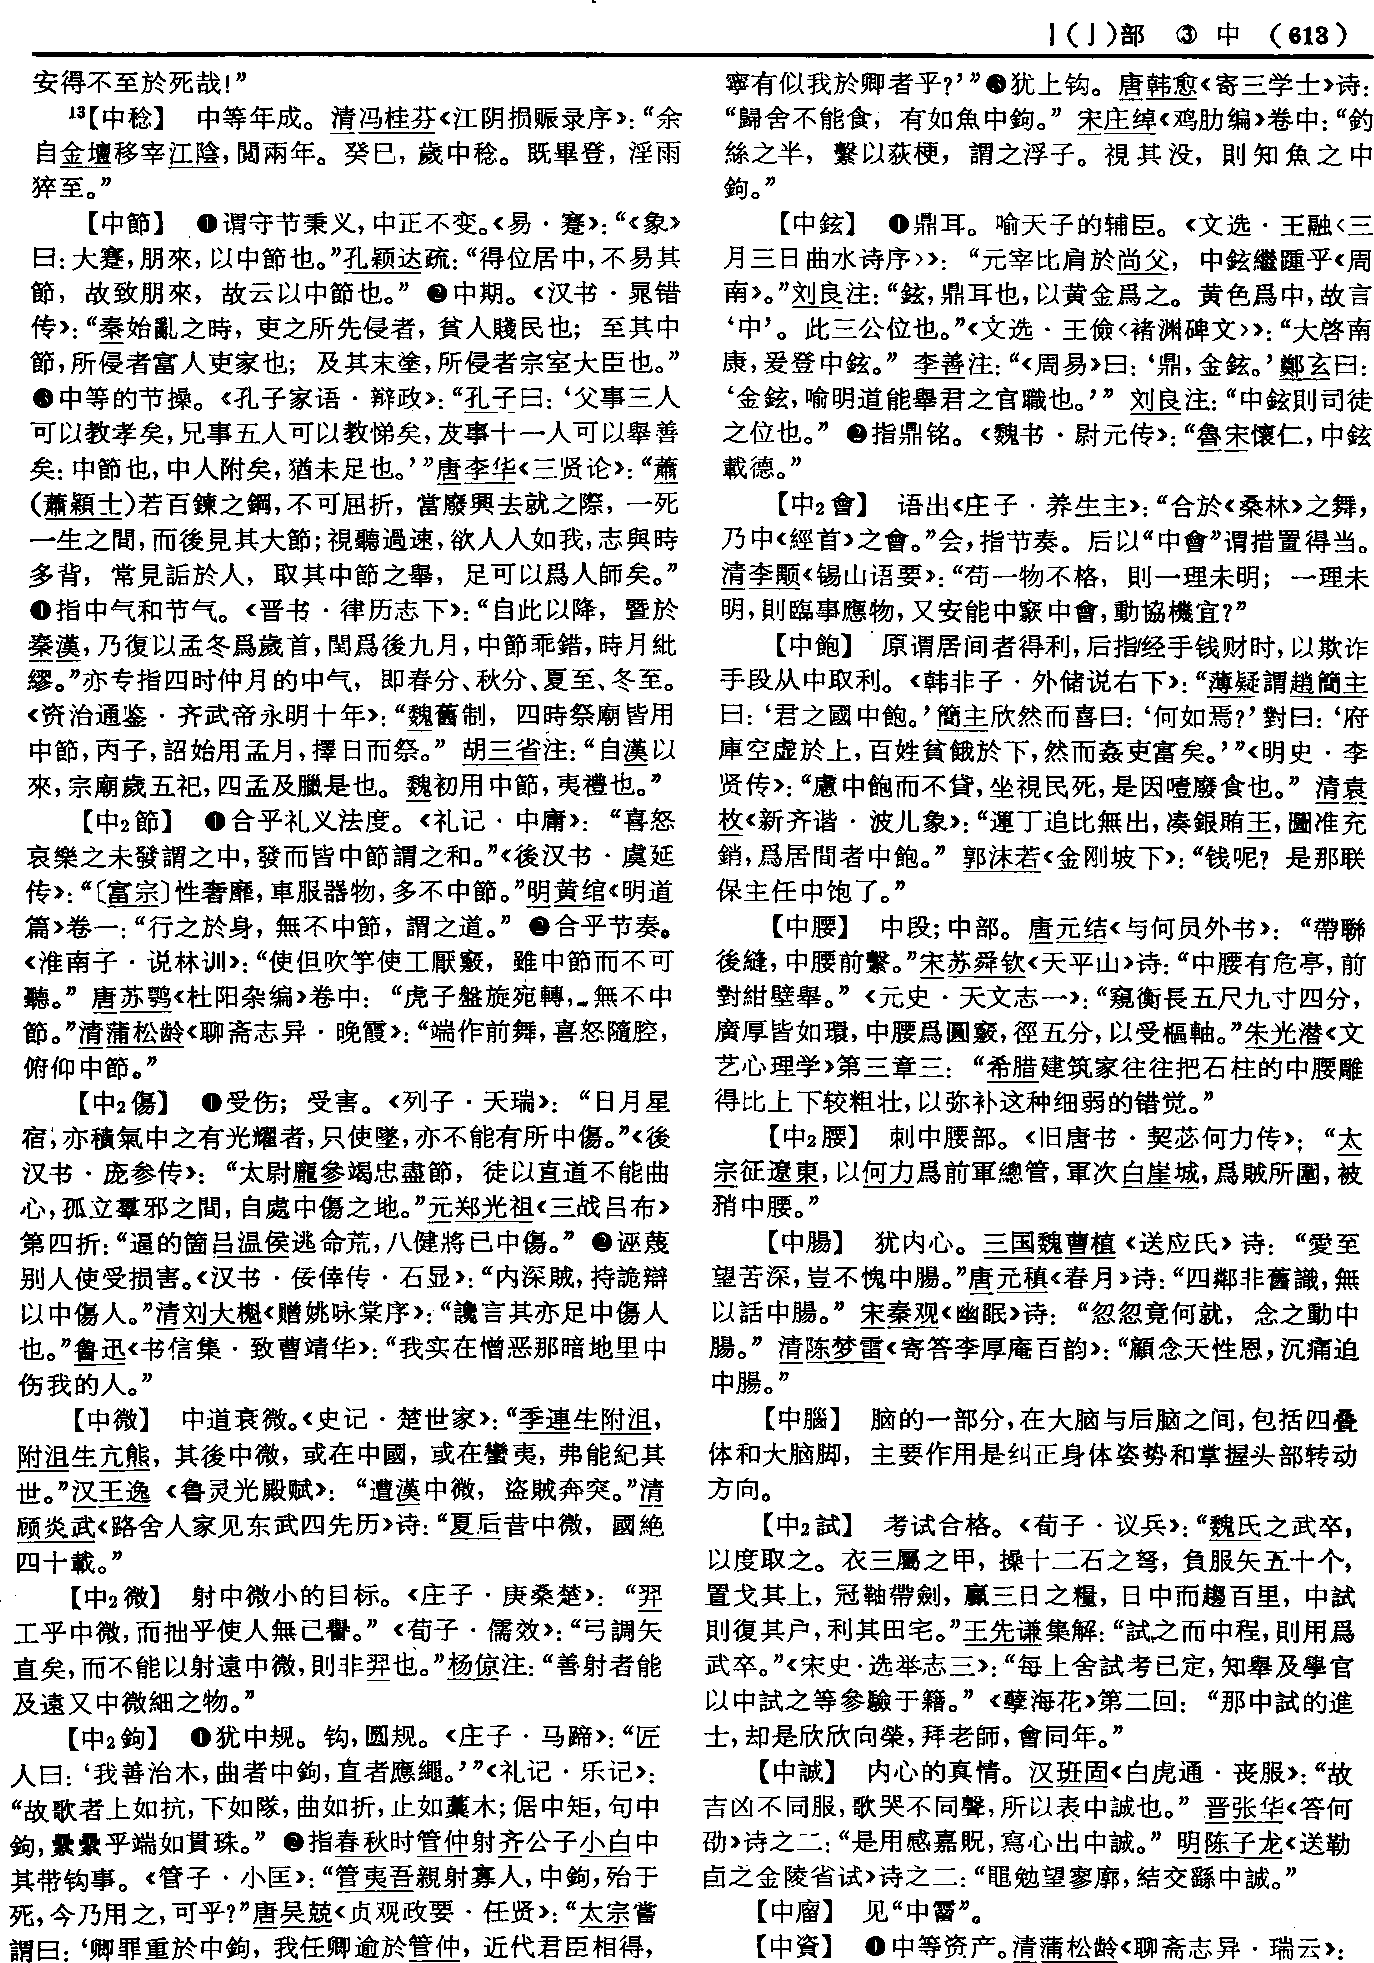 丨(亅)部 ③ 中 (613)
安得不至於死哉!”
13【中稔】 中等年成。清冯桂芬《江阴损赈录序》:“余
自金壇移宰江陰,閲兩年。癸巳,歲中稔。既畢登,淫雨
猝至。”
【中節】 ❶谓守节秉义,中正不变。《易·蹇》:“《象》
曰:大蹇,朋來,以中節也。”孔颖达疏:“得位居中,不易其
節,故致朋來,故云以中節也。” ❷中期。《汉书·晁错
传》:“秦始亂之時,吏之所先侵者,貧人賤民也;至其中
節,所侵者富人吏家也;及其末塗,所侵者宗室大臣也。”
❸中等的节操。《孔子家语·辩政》:“孔子曰:‘父事三人
可以教孝矣,兄事五人可以教悌矣,友事十一人可以舉善
矣:中節也,中人附矣,猶未足也。’”唐李华《三贤论》:“蕭
(蕭穎士)若百鍊之鋼,不可屈折,當廢興去就之際,一死
一生之間,而後見其大節;視聽過速,欲人人如我,志與時
多背,常見詬於人,取其中節之舉,足可以爲人師矣。”
❹指中气和节气。《晋书·律历志下》:“自此以降,暨於
秦漢,乃復以孟冬爲歲首,閏爲後九月,中節乖錯,時月紕
繆。”亦专指四时仲月的中气,即春分、秋分、夏至、冬至。
《资治通鉴·齐武帝永明十年》:“魏舊制,四時祭廟皆用
中節,丙子,詔始用孟月,擇日而祭。” 胡三省注:“自漢以
來,宗廟歲五祀,四孟及臘是也。魏初用中節,夷禮也。”
【中2節】 ❶合乎礼义法度。《礼记·中庸》:“喜怒
哀樂之未發謂之中,發而皆中節謂之和。”《後汉书·虞延
传》:“〔富宗〕性奢靡,車服器物,多不中節。”明黄绾《明道
篇》卷一:“行之於身,無不中節,謂之道。” ❷合乎节奏。
《淮南子·说林训》:“使但吹竽使工厭竅,雖中節而不可
聽。” 唐苏鹗《杜阳杂编》卷中:“虎子盤旋宛轉,無不中
節。”清蒲松龄《聊斋志异·晚霞》:“端作前舞,喜怒隨腔,
俯仰中節。”
【中2傷】 ❶受伤;受害。《列子·天瑞》:“日月星
宿,亦積氣中之有光耀者,只使墜,亦不能有所中傷。”《後
汉书·庞参传》:“太尉龐參竭忠盡節,徒以直道不能曲
心,孤立羣邪之間,自處中傷之地。”元郑光祖《三战吕布》
第四折:“逼的箇吕温侯逃命荒,八健將已中傷。” ❷诬蔑
别人使受损害。《汉书·佞倖传·石显》:“内深賊,持詭辯
以中傷人。”清刘大櫆《赠姚咏棠序》:“讒言其亦足中傷人
也。”鲁迅《书信集·致曹靖华》:“我实在憎恶那暗地里中
伤我的人。”
【中微】 中道衰微。《史记·楚世家》:“季連生附沮,
附沮生穴熊,其後中微,或在中國,或在蠻夷,弗能紀其
世。”汉王逸《鲁灵光殿赋》:“遭漢中微,盜賊奔突。”清
顾炎武《路舍人家见东武四先历》诗:“夏后昔中微,國絶
四十載。”
【中2微】 射中微小的目标。《庄子·庚桑楚》:“羿
工乎中微,而拙乎使人無己譽。”《荀子·儒效》:“弓調矢
直矣,而不能以射遠中微,則非羿也。”杨倞注:“善射者能
及遠又中微細之物。”
【中2鉤】 ❶犹中规。钩,圆规。《庄子·马蹄》:“匠
人曰:‘我善治木,曲者中鉤,直者應繩。’”《礼记·乐记》:
“故歌者上如抗,下如隊,曲如折,止如槀木;倨中矩,句中
鉤,纍纍乎端如貫珠。” ❷指春秋时管仲射齐公子小白中
其带钩事。《管子·小匡》:“管夷吾親射寡人,中鉤,殆于
死,今乃用之,可乎?”唐吴兢《贞观政要·任贤》:“太宗嘗
謂曰:‘卿罪重於中鉤,我任卿逾於管仲,近代君臣相得,
寧有似我於卿者乎?’”❸犹上钩。唐韩愈《寄三学士》诗:
“歸舍不能食,有如魚中鉤。” 宋庄绰《鸡肋编》卷中:“釣
絲之半,繫以荻梗,謂之浮子。視其没,則知魚之中
鉤。”
【中鉉】 ❶鼎耳。喻天子的辅臣。《文选·王融〈三
月三日曲水诗序〉》:“元宰比肩於尚父,中鉉繼踵乎《周
南》。”刘良注:“鉉,鼎耳也,以黄金爲之。黄色爲中,故言
‘中’。此三公位也。”《文选·王儉〈褚渊碑文〉》:“大啓南
康,爰登中鉉。” 李善注:“《周易》曰:‘鼎,金鉉。’鄭玄曰:
‘金鉉,喻明道能舉君之官職也。’” 刘良注:“中鉉則司徒
之位也。” ❷指鼎铭。《魏书·尉元传》:“魯宋懷仁,中鉉
載德。”
【中2會】 语出《庄子·养生主》:“合於《桑林》之舞,
乃中《經首》之會。”会,指节奏。后以“中會”谓措置得当。
清李颙《锡山语要》:“苟一物不格,則一理未明;一理未
明,則臨事應物,又安能中窾中會,動協機宜?”
【中飽】 原谓居间者得利,后指经手钱财时,以欺诈
手段从中取利。《韩非子·外储说右下》:“薄疑謂趙簡主
曰:‘君之國中飽。’簡主欣然而喜曰:‘何如焉?’對曰:‘府
庫空虚於上,百姓貧餓於下,然而姦吏富矣。’”《明史·李
贤传》:“慮中飽而不貸,坐視民死,是因噎廢食也。” 清袁
枚《新齐谐·波儿象》:“運丁追比無出,凑銀賄王,圖准充
銷,爲居間者中飽。” 郭沫若《金刚坡下》:“钱呢?是那联
保主任中饱了。”
【中腰】 中段;中部。唐元结《与何员外书》:“帶聯
後縫,中腰前繫。”宋苏舜钦《天平山》诗:“中腰有危亭,前
對紺壁舉。”《元史·天文志一》:“窺衡長五尺九寸四分,
廣厚皆如環,中腰爲圓竅,徑五分,以受樞軸。”朱光潜《文
艺心理学》第三章三:“希腊建筑家往往把石柱的中腰雕
得比上下较粗壮,以弥补这种细弱的错觉。”
【中2腰】 刺中腰部。《旧唐书·契苾何力传》:“太
宗征遼東,以何力爲前軍總管,軍次白崖城,爲賊所圍,被
矟中腰。”
【中腸】 犹内心。三国魏曹植《送应氏》诗:“愛至
望苦深,豈不愧中腸。”唐元稹《春月》诗:“四鄰非舊識,無
以話中腸。” 宋秦观《幽眠》诗:“忽忽竟何就,念之動中
腸。” 清陈梦雷《寄答李厚庵百韵》:“顧念天性恩,沉痛迫
中腸。”
【中腦】 脑的一部分,在大脑与后脑之间,包括四叠
体和大脑脚,主要作用是纠正身体姿势和掌握头部转动
方向。
【中2試】 考试合格。《荀子·议兵》:“魏氏之武卒,
以度取之。衣三屬之甲,操十二石之弩,負服矢五十个,
置戈其上,冠軸帶劍,贏三日之糧,日中而趨百里,中試
則復其户,利其田宅。”王先谦集解:“試之而中程,則用爲
武卒。”《宋史·选举志三》:“每上舍試考已定,知舉及學官
以中試之等參驗于籍。”《孽海花》第二回:“那中試的進
士,却是欣欣向榮,拜老師,會同年。”
【中誠】 内心的真情。汉班固《白虎通·丧服》:“故
吉凶不同服,歌哭不同聲,所以表中誠也。” 晋张华《答何
劭》诗之二:“是用感嘉貺,寫心出中誠。” 明陈子龙《送勒
卣之金陵省试》诗之二:“黽勉望寥廓,結交繇中誠。”
【中廇】 见“中霤”。
【中資】 ❶中等资产。清蒲松龄《聊斋志异·瑞云》: